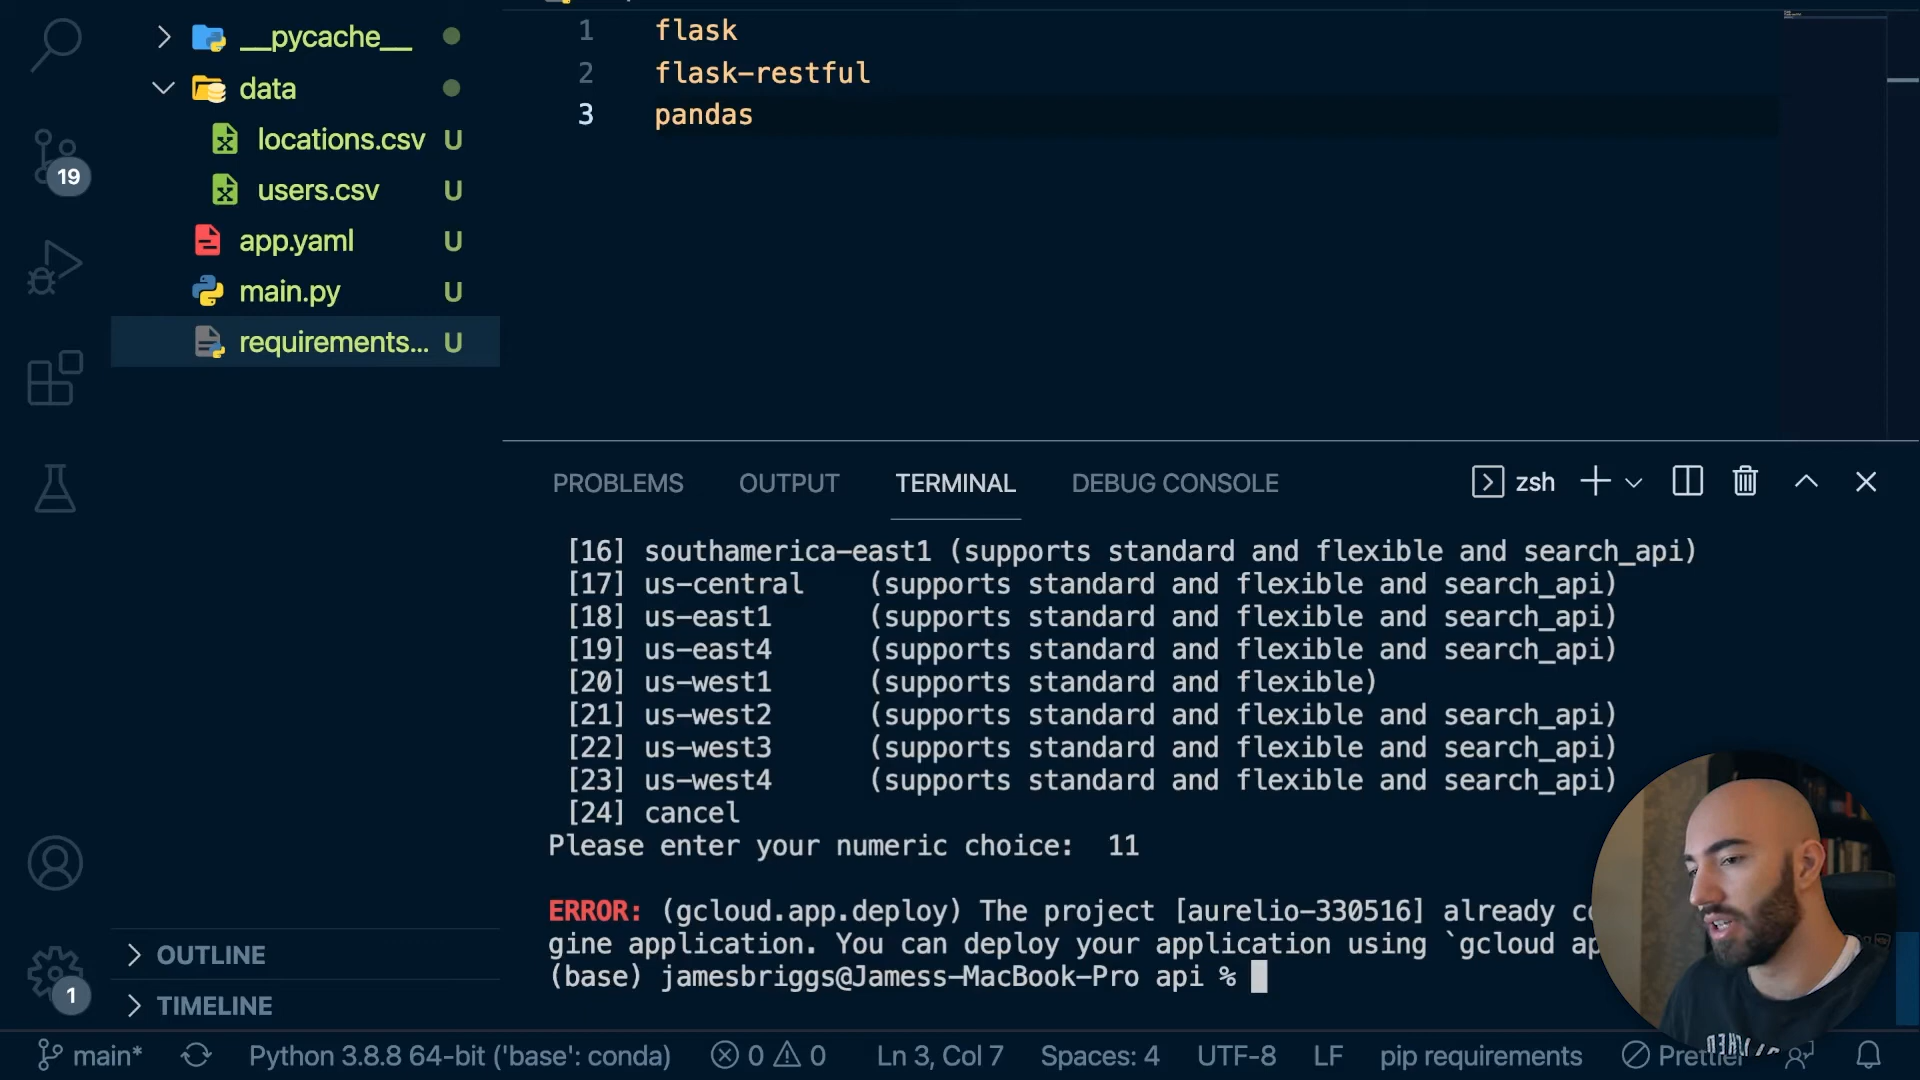 __pycache__
data
locations.csv U
users.csv U
app.yaml U
main.py U
requirements... U
19
1
OUTLINE
TIMELINE
1 flask
2 flask-restful
3 pandas
PROBLEMS OUTPUT TERMINAL DEBUG CONSOLE zsh
[16] southamerica-east1 (supports standard and flexible and search_api)
[17] us-central (supports standard and flexible and search_api)
[18] us-east1 (supports standard and flexible and search_api)
[19] us-east4 (supports standard and flexible and search_api)
[20] us-west1 (supports standard and flexible)
[21] us-west2 (supports standard and flexible and search_api)
[22] us-west3 (supports standard and flexible and search_api)
[23] us-west4 (supports standard and flexible and search_api)
[24] cancel
Please enter your numeric choice: 11
ERROR: (gcloud.app.deploy) The project [aurelio-330516] already
gine application. You can deploy your application using `gcloud
(base) jamesbriggs@Jamess-MacBook-Pro api %
main* Python 3.8.8 64-bit ('base': conda) 0 0 Ln 3, Col 7 Spaces: 4 UTF-8 LF pip requirements Prettier